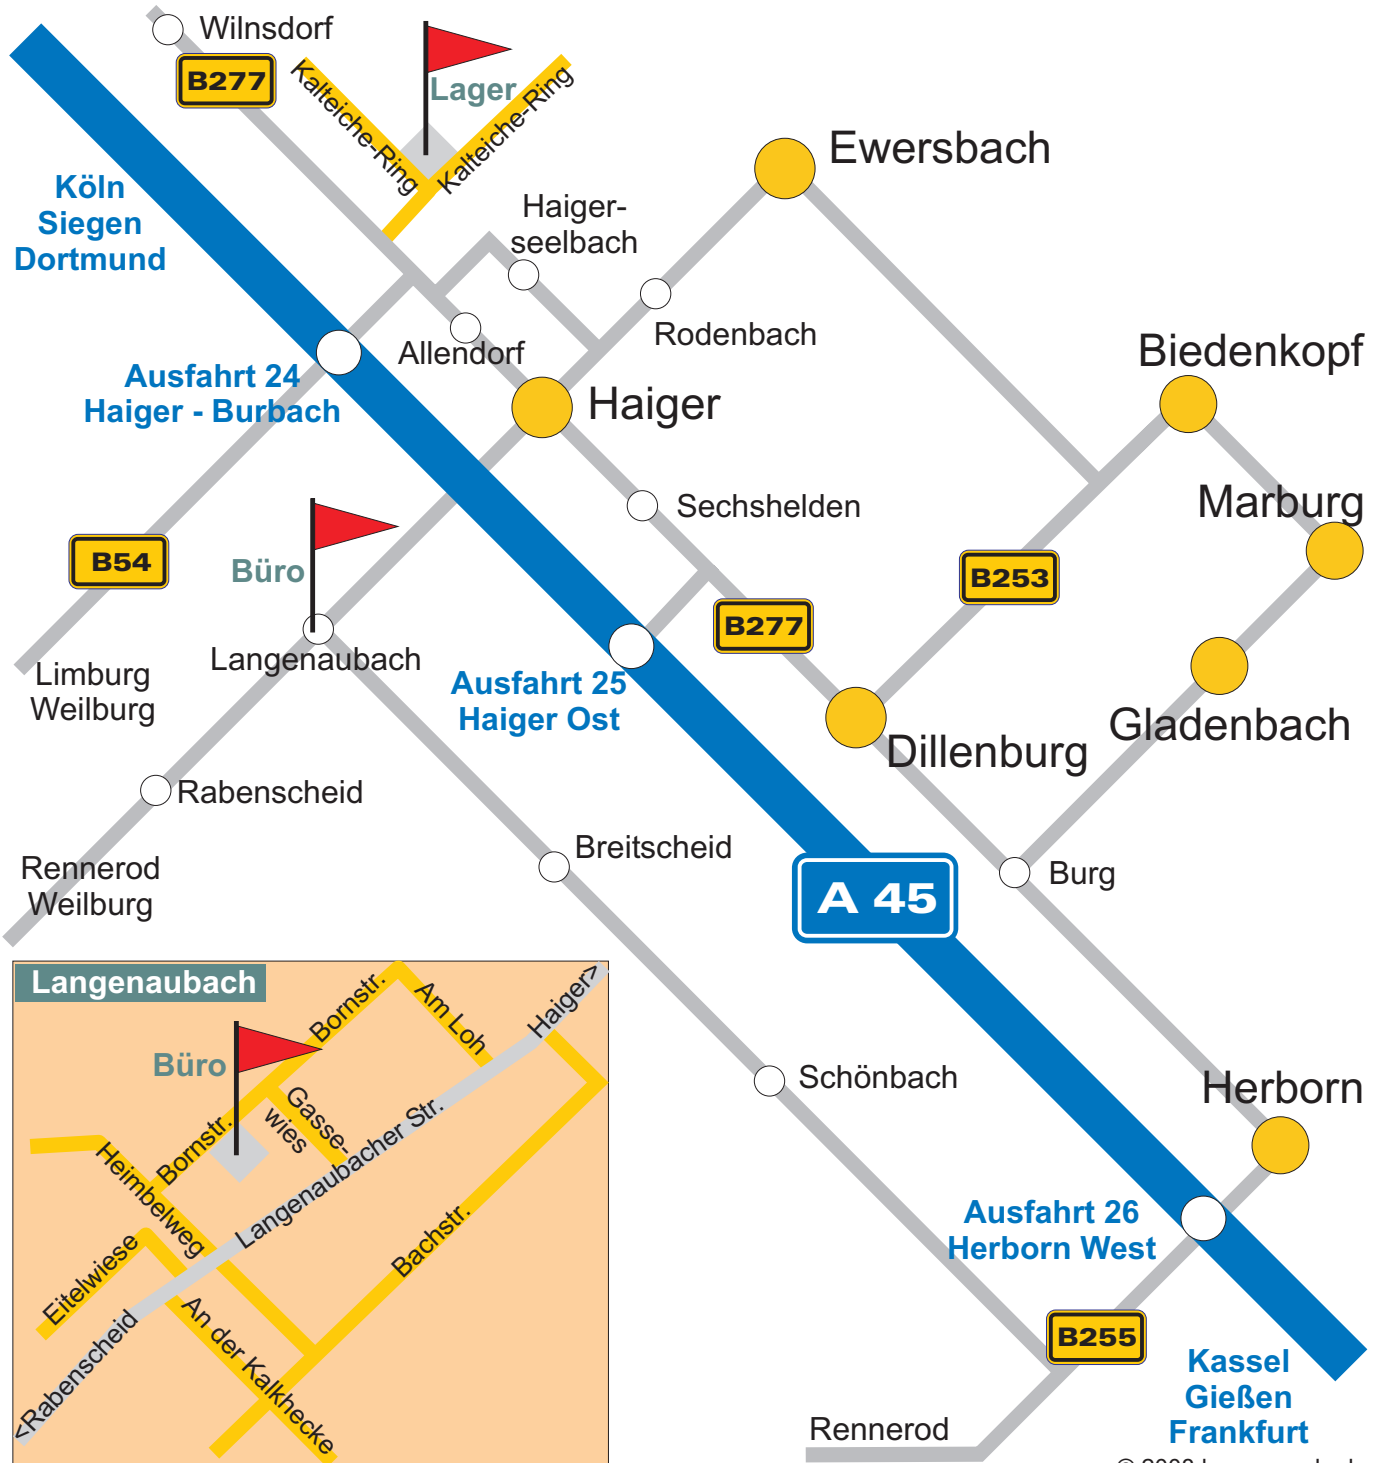 Wilnsdorf
B277
Lager
Kalteiche-Ring
Kalteiche-Ring
Ewersbach
Köln
Siegen
Dortmund
Haiger-
seelbach
Rodenbach
Allendorf
Biedenkopf
Ausfahrt 24
Haiger - Burbach
Haiger
Marburg
Sechshelden
B54
Büro
B253
B277
Langenaubach
Limburg
Weilburg
Ausfahrt 25
Haiger Ost
Gladenbach
Dillenburg
Rabenscheid
Breitscheid
Rennerod
Weilburg
A 45
Burg
Langenaubach
Bornstr.
Am Loh
Haiger>
Büro
Schönbach
Herborn
Gasse-
wies
Bornstr.
Langenaubacher Str.
Heimbelweg
Bachstr.
Eitelwiese
An der Kalkhecke
<Rabenscheid
Ausfahrt 26
Herborn West
B255
Kassel
Gießen
Frankfurt
Rennerod